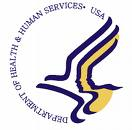 DEPARTMENT OF HEALTH & HUMAN SERVICES • USA